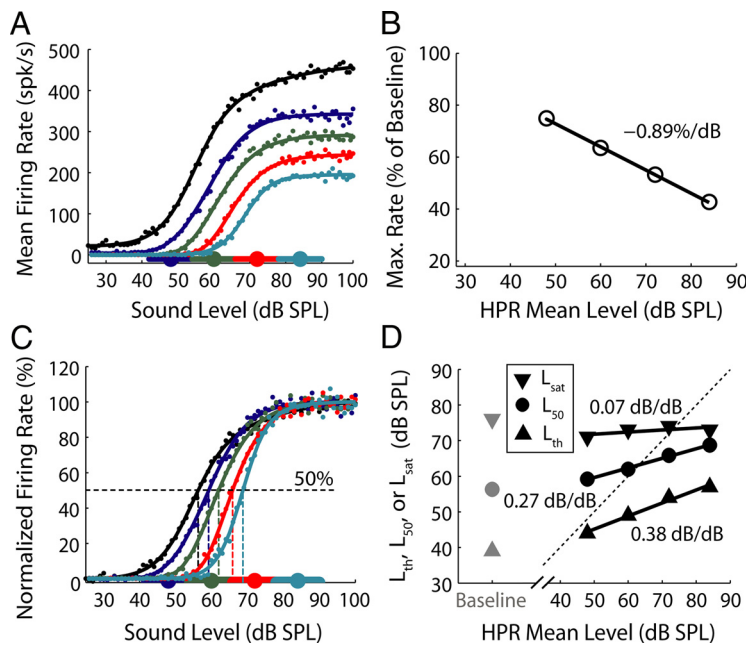 A
Mean Firing Rate (spk/s)
500
400
300
200
100
0
30 40 50 60 70 80 90 100
Sound Level (dB SPL)
B
Max. Rate (% of Baseline)
100
80
60
40
20
−0.89%/dB
30 40 50 60 70 80 90
HPR Mean Level (dB SPL)
C
Normalized Firing Rate (%)
120
100
80
60
40
20
0
50%
30 40 50 60 70 80 90 100
Sound Level (dB SPL)
D
Lth, L50, or Lsat (dB SPL)
90
80
70
60
50
40
30
Lsat
L50
Lth
0.07 dB/dB
0.27 dB/dB
0.38 dB/dB
Baseline
40 50 60 70 80 90
HPR Mean Level (dB SPL)